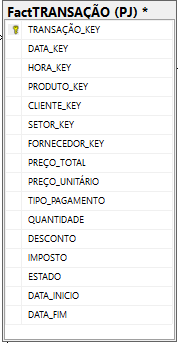 FactTRANSAÇÃO (PJ) *
TRANSAÇÃO_KEY
DATA_KEY
HORA_KEY
PRODUTO_KEY
CLIENTE_KEY
SETOR_KEY
FORNECEDOR_KEY
PREÇO_TOTAL
PREÇO_UNITÁRIO
TIPO_PAGAMENTO
QUANTIDADE
DESCONTO
IMPOSTO
ESTADO
DATA_INICIO
DATA_FIM